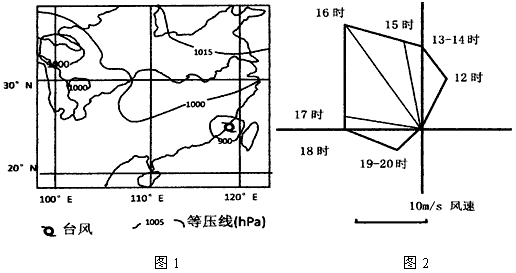 1015
1000
1000
1000
900
30° N
20° N
100° E
110° E
120° E
台风
1005
等压线(hPa)
图1
16时
15时
13-14时
12时
17时
18时
19-20时
10m/s 风速
图2